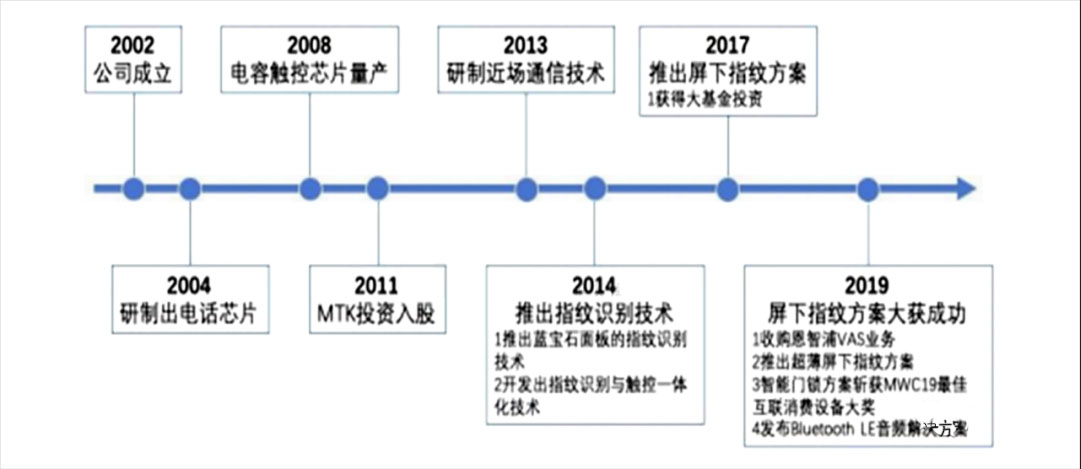 2002
公司成立
2008
电容触控芯片量产
2013
研制近场通信技术
2017
推出屏下指纹方案
1获得大基金投资
2004
研制出电话芯片
2011
MTK投资入股
2014
推出指纹识别技术
1推出蓝宝石面板的指纹识别
技术
2开发出指纹识别与触控一体
化技术
2019
屏下指纹方案大获成功
1收购恩智浦VAS业务
2推出超薄屏下指纹方案
3智能门锁方案斩获MWC19最佳
互联消费设备大奖
4发布Bluetooth LE音频解决方案